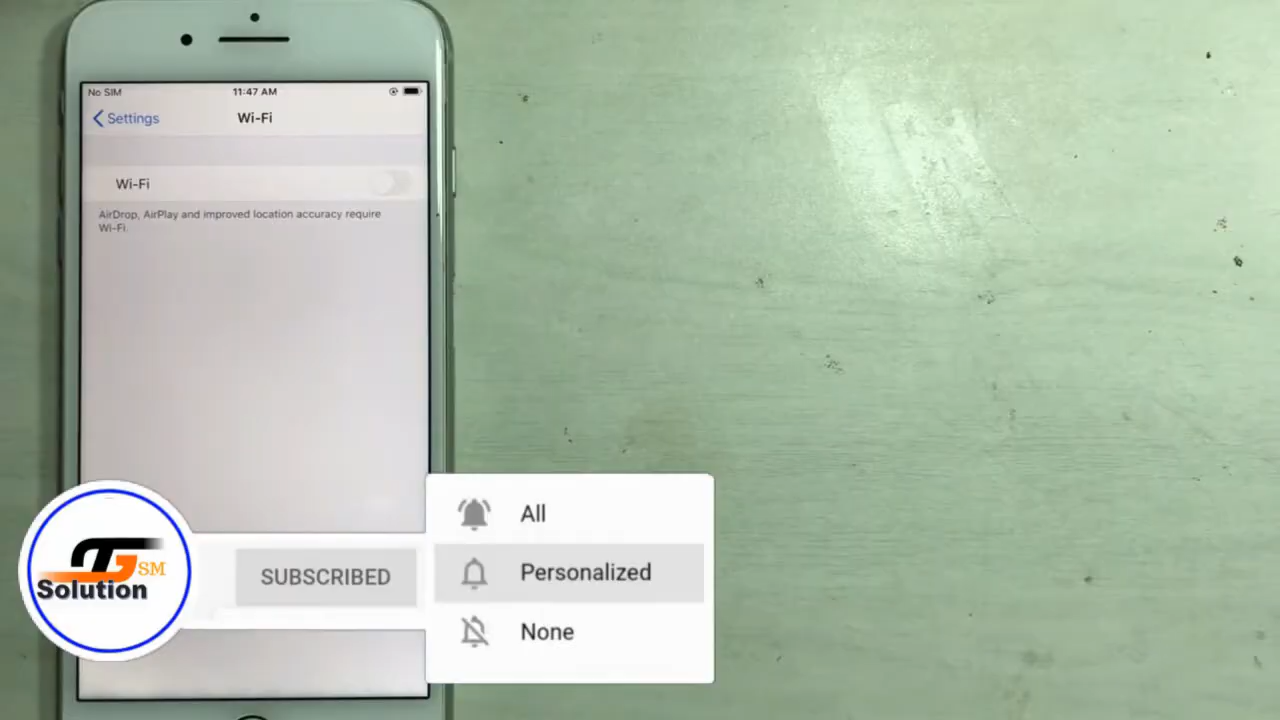 No SIM
11:47 AM
Settings
Wi-Fi
Wi-Fi
AirDrop, AirPlay and improved location accuracy require
Wi-Fi.
SM
Solution
SUBSCRIBED
All
Personalized
None